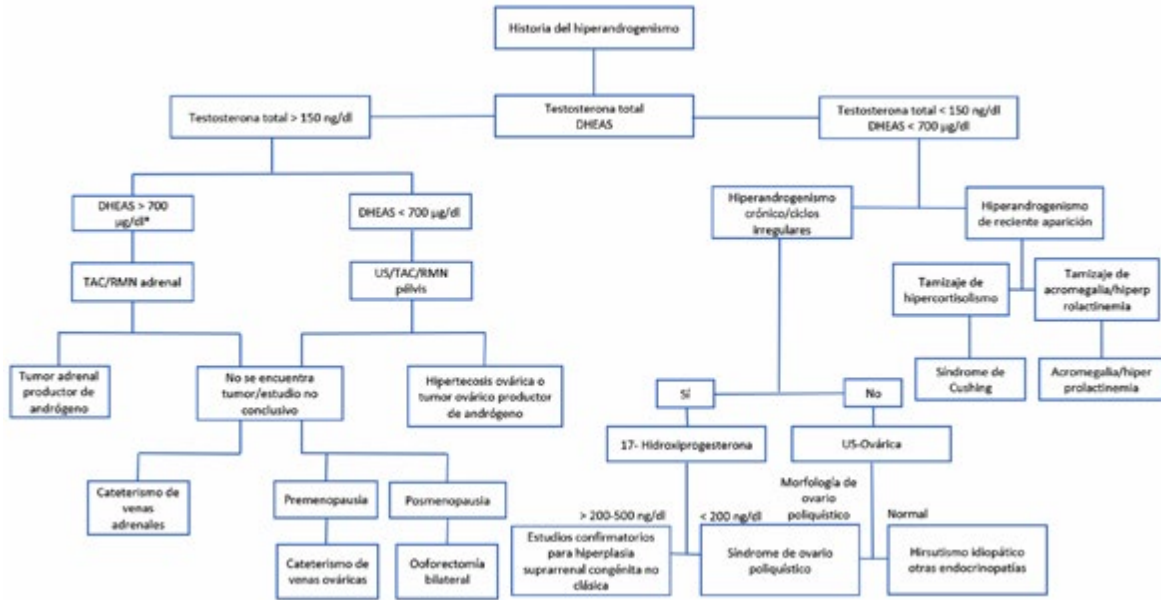 Historia del hiperandrogenismo
Testosterona total > 150 ng/dl
Testosterona total
DHEAS
Testosterona total < 150 ng/dl
DHEAS < 700 µg/dl
DHEAS > 700
µg/dl*
DHEAS < 700 µg/dl
Hiperandrogenismo
crónico/ciclos
irregulares
Hiperandrogenismo
de reciente aparición
TAC/RMN adrenal
US/TAC/RMN
pélvis
Tamizaje de
hipercortisolismo
Tamizaje de
acromegalia/hiperp
rolactinemia
Tumor adrenal
productor de
andrógeno
No se encuentra
tumor/estudio no
conclusivo
Hipertecosis ovárica o
tumor ovárico productor
de andrógeno
Síndrome de
Cushing
Acromegalia/hiper
prolactinemia
Sí
No
17- Hidroxiprogesterona
US-Ovárica
Cateterismo de
venas
adrenales
Premenopausia
Posmenopausia
Morfología de
ovario
poliquístico
> 200-500 ng/dl
< 200 ng/dl
Normal
Cateterismo de
venas ováricas
Ooforectomía
bilateral
Estudios confirmatorios
para hiperplasia
suprarrenal congénita no
clásica
Síndrome de ovario
poliquístico
Hirsutismo idiopático
otras endocrinopatías